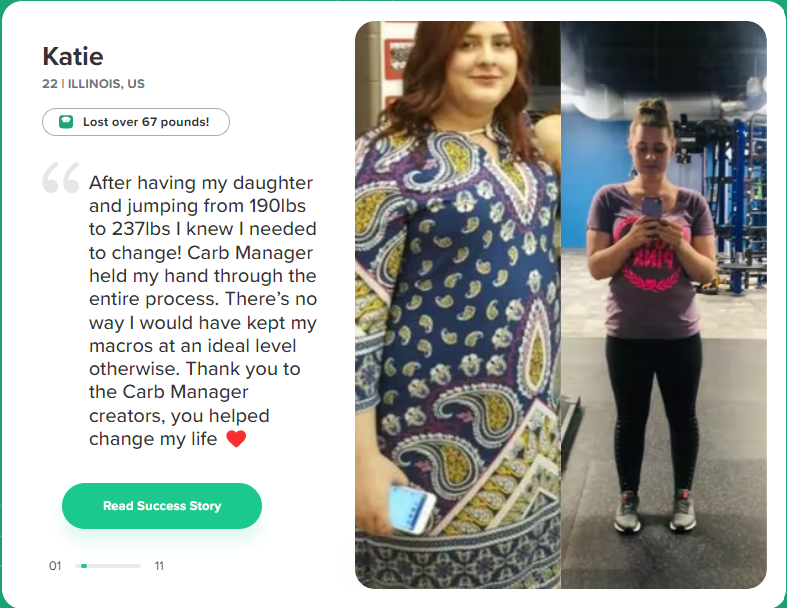 Katie
22 | ILLINOIS, US
Lost over 67 pounds!
After having my daughter
and jumping from 190lbs
to 237lbs I knew I needed
to change! Carb Manager
held my hand through the
entire process. There’s no
way I would have kept my
macros at an ideal level
otherwise. Thank you to
the Carb Manager
creators, you helped
change my life ❤️
Read Success Story
01 11
PINK